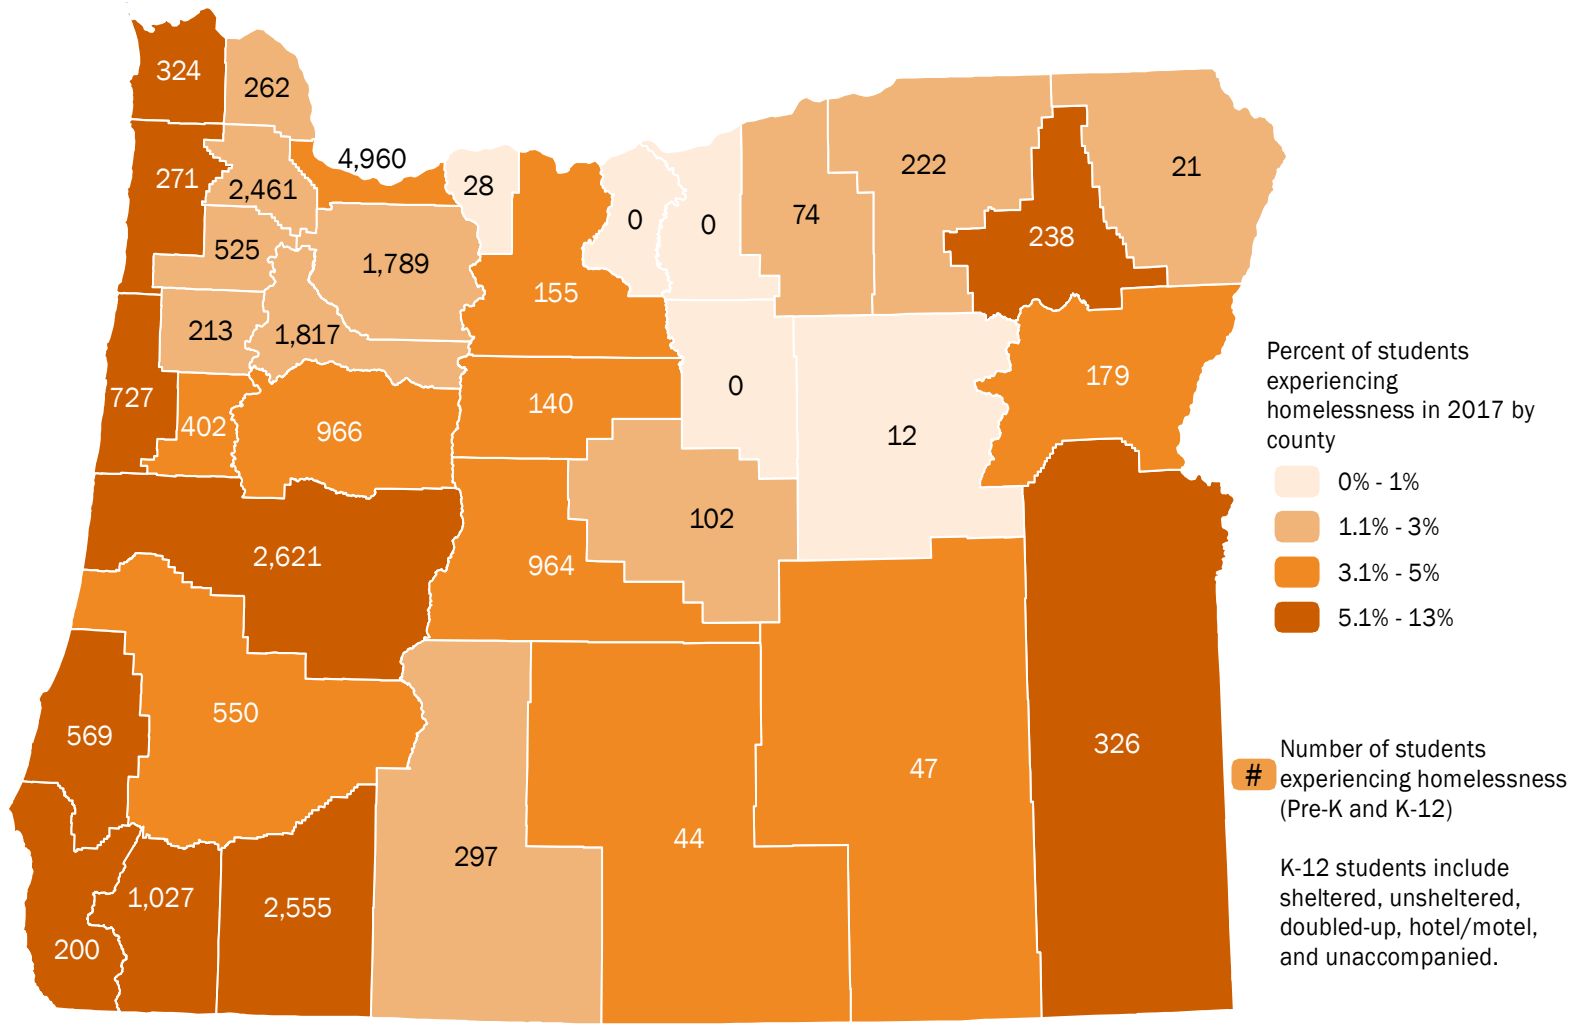 324
262
4,960
271
2,461
28
222
21
0
0
74
525
1,789
238
155
213
1,817
727
402
966
140
0
12
179
2,621
964
102
550
569
326
47
44
297
1,027
2,555
200
Percent of students
experiencing
homelessness in 2017 by
county
0% - 1%
1.1% - 3%
3.1% - 5%
5.1% - 13%
# Number of students
experiencing homelessness
(Pre-K and K-12)
K-12 students include
sheltered, unsheltered,
doubled-up, hotel/motel,
and unaccompanied.